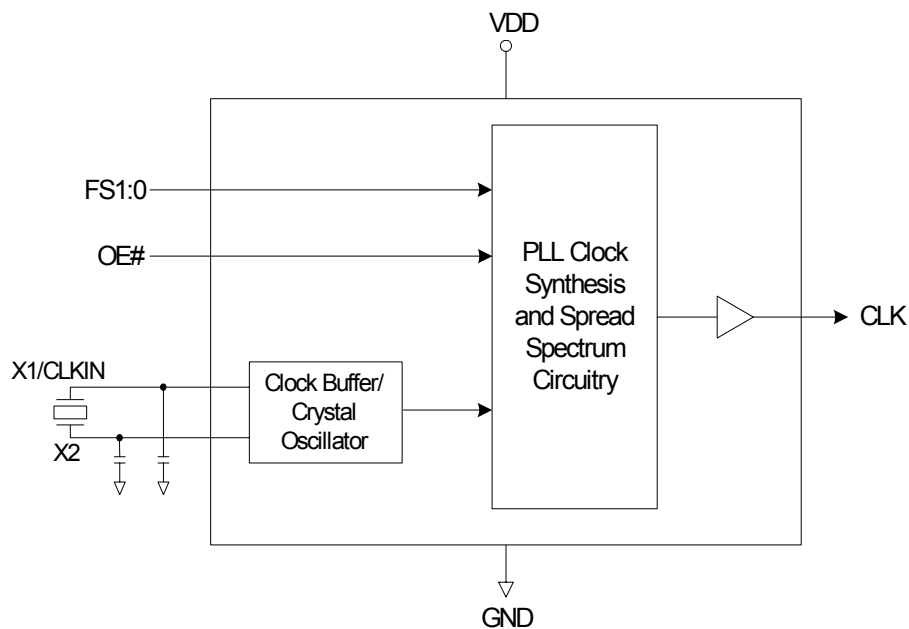 VDD
FS1:0
OE#
PLL Clock
Synthesis
and Spread
Spectrum
Circuitry
CLK
X1/CLKIN
Clock Buffer/
Crystal
Oscillator
X2
GND